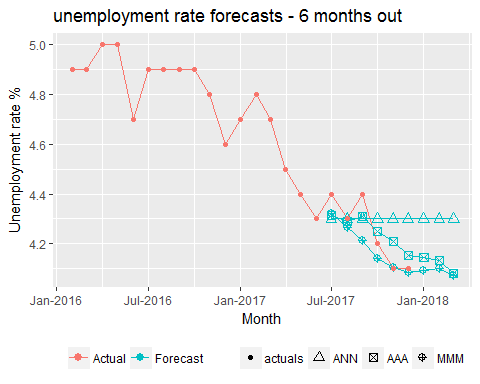 unemployment rate forecasts - 6 months out
Unemployment rate %
5.0
4.8
4.6
4.4
4.2
Jan-2016 Jul-2016 Jan-2017 Jul-2017 Jan-2018
Month
Actual Forecast actuals ANN AAA MMM